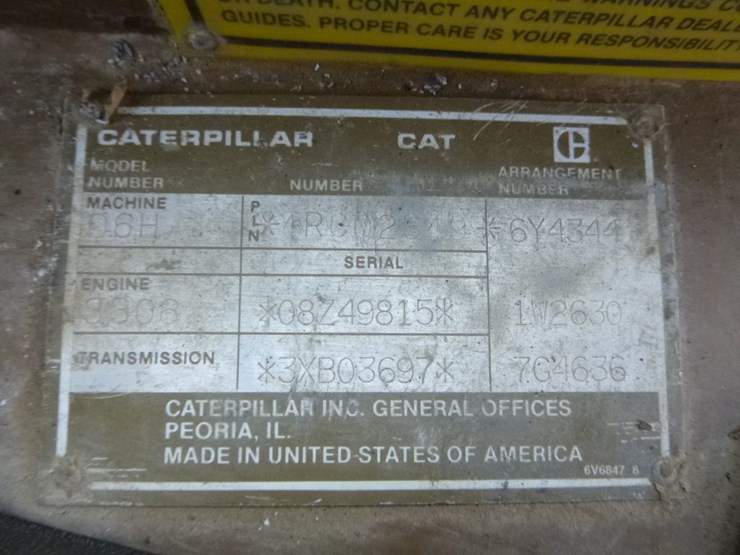 OR DEATH. CONTACT ANY CATERPILLAR
GUIDES. PROPER CARE IS YOUR
CATERPILLAR CAT
MODEL NUMBER NUMBER ARRANGEMENT NUMBER
MACHINE D6H PLN *6Y4344
SERIAL
ENGINE 3306 *08Z49815* 1W2630
TRANSMISSION *3XB03697* 7G4636
CATERPILLAR INC. GENERAL OFFICES
PEORIA, IL.
MADE IN UNITED STATES OF AMERICA
6V6847 8